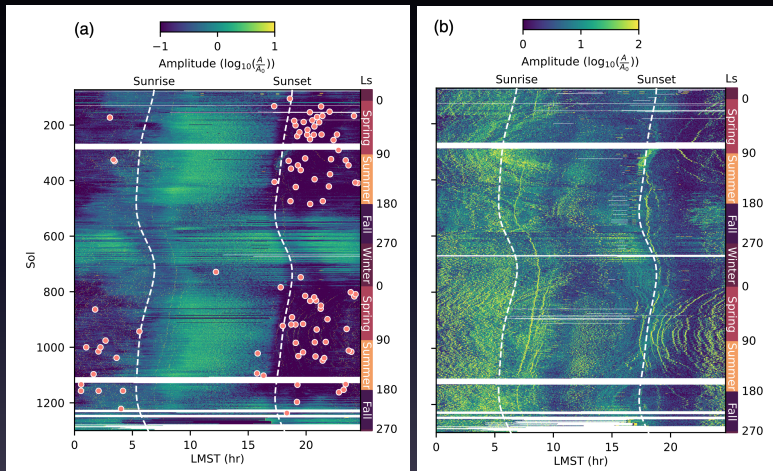 (a)
−1 0 1
Amplitude (log₁₀(A/A₀))
Sunrise Sunset Ls
200
400
600
800
1000
1200
Sol
0
90
180
270
0
90
180
270
Spring
Summer
Fall
Winter
Spring
Summer
Fall
0 5 10 15 20
LMST (hr)
(b)
0 1 2
Amplitude (log₁₀(A/A₀))
Sunrise Sunset Ls
0
90
180
270
0
90
180
270
Spring
Summer
Fall
Winter
Spring
Summer
Fall
0 5 10 15 20
LMST (hr)